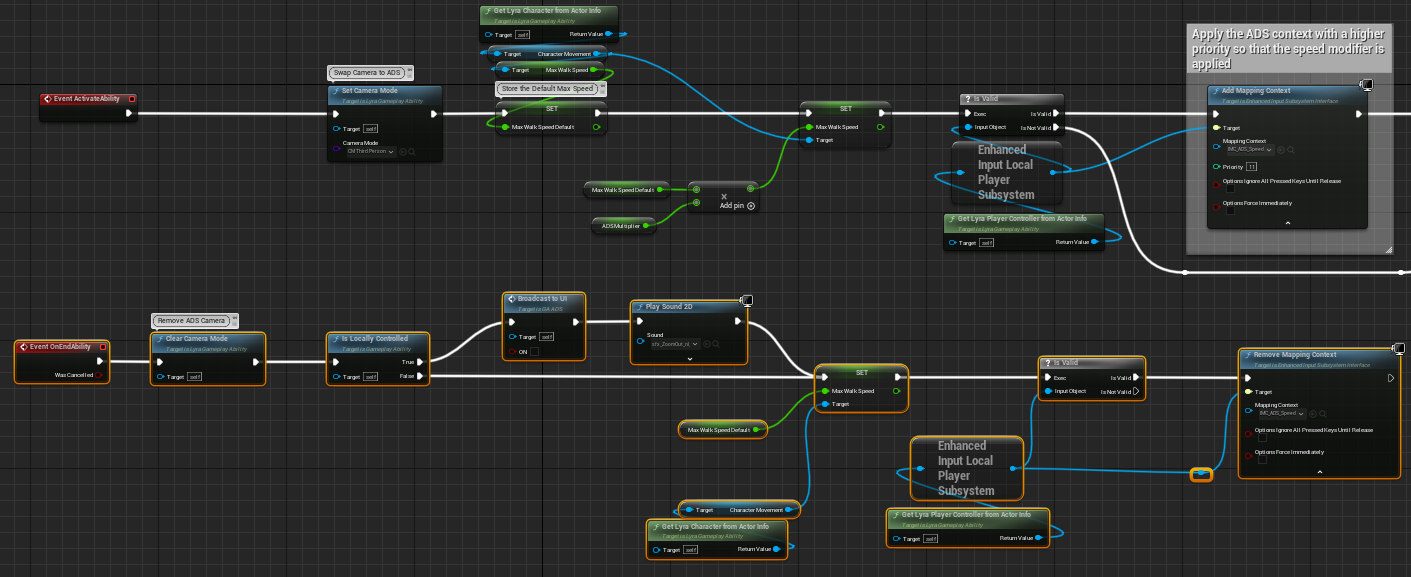 Get Lyra Character from Actor Info
Target is Lyra Gameplay Ability
Target self
Return Value
Target
Character Movement
Target
Max Walk Speed
Swap Camera to ADS
Store the Default Max Speed
Event ActivateAbility
Set Camera Mode
Target is Lyra Gameplay Ability
Target self
Camera Mode
CM Third Person
SET
Max Walk Speed Default
SET
Max Walk Speed
Target
Max Walk Speed Default
ADSMultiplier
Add pin
Is Valid
Exec
Is Valid
Input Object
Is Not Valid
Enhanced
Input Local
Player
Subsystem
Get Lyra Player Controller from Actor Info
Target is Lyra Gameplay Ability
Target self
Return Value
Apply the ADS context with a higher
priority so that the speed modifier is
applied
Add Mapping Context
Target is Enhanced Input Subsystem Interface
Target
Mapping Context
IMC_ADS_Speed
Priority 11
Options Ignore All Pressed Keys Until Release
Options Force Immediately
Remove ADS Camera
Event OnEndAbility
Was Cancelled
Clear Camera Mode
Target is Lyra Gameplay Ability
Target self
Is Locally Controlled
Target is Lyra Gameplay Ability
True
Target self
False
Broadcast to UI
Target is GA ADS
Target self
ON
Play Sound 2D
Sound
SET
Max Walk Speed
Target
Max Walk Speed Default
Target
Character Movement
Get Lyra Character from Actor Info
Target is Lyra Gameplay Ability
Target self
Return Value
Is Valid
Exec
Is Valid
Input Object
Is Not Valid
Enhanced
Input Local
Player
Subsystem
Get Lyra Player Controller from Actor Info
Target is Lyra Gameplay Ability
Target self
Return Value
Remove Mapping Context
Target is Enhanced Input Subsystem Interface
Target
Mapping Context
IMC_ADS_Speed
Options Ignore All Pressed Keys Until Release
Options Force Immediately